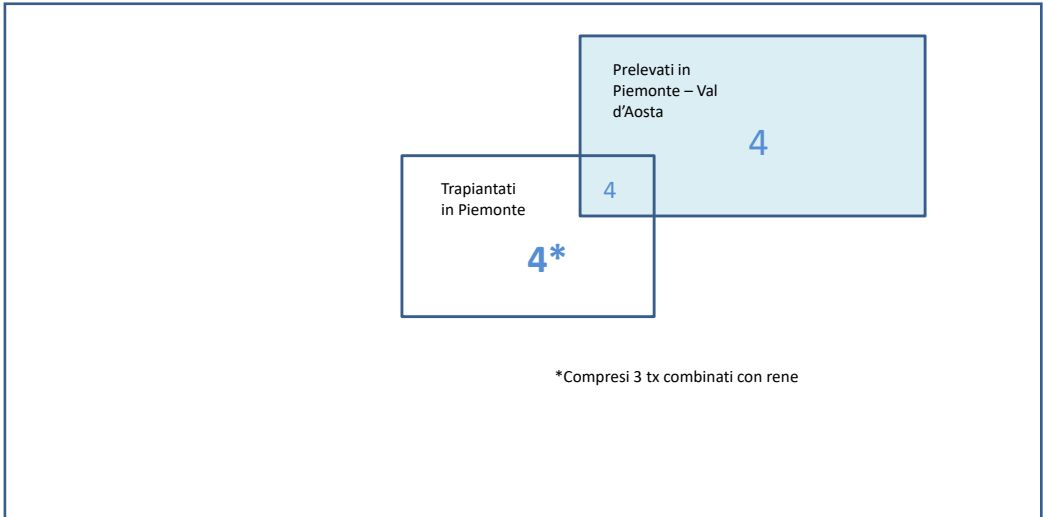 Prelevati in
Piemonte – Val
d’Aosta
4
Trapiantati
in Piemonte
4
4*
*Compresi 3 tx combinati con rene